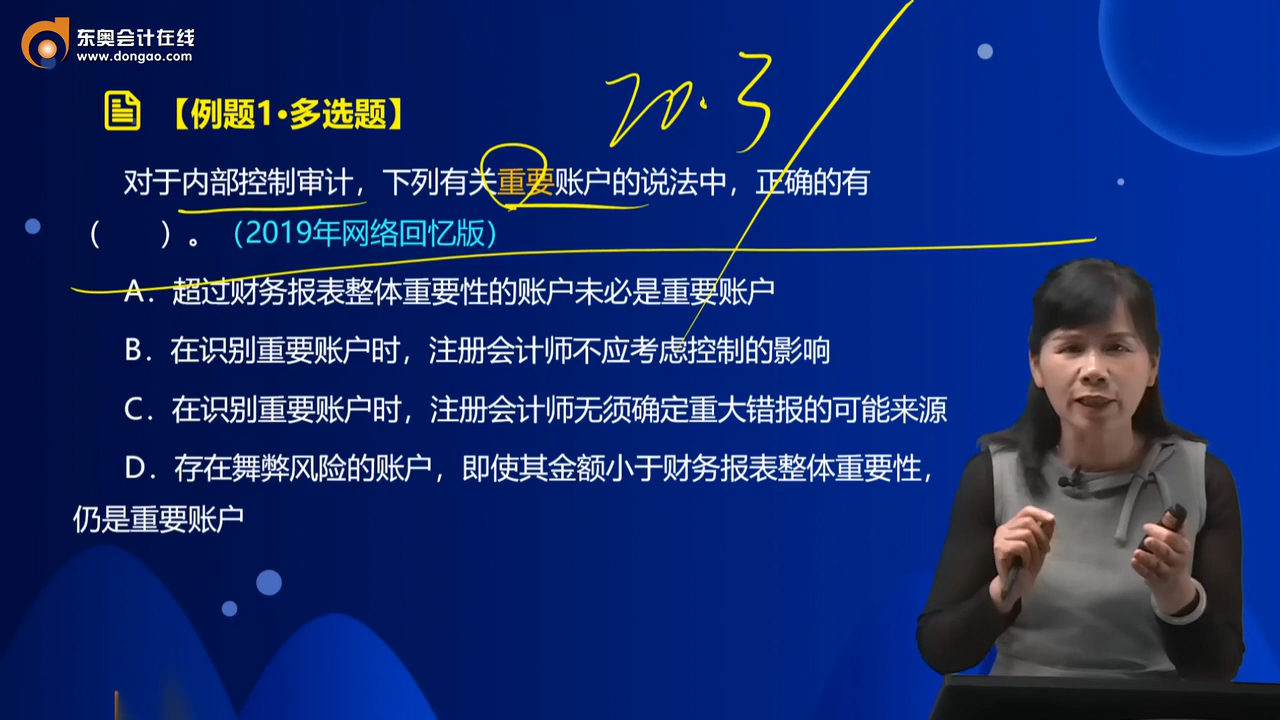 东奥会计在线
www.dongao.com
【例题1•多选题】
20.3
对于内部控制审计，下列有关重要账户的说法中，正确的有
（　　）。（2019年网络回忆版）
A．超过财务报表整体重要性的账户未必是重要账户
B．在识别重要账户时，注册会计师不应考虑控制的影响
C．在识别重要账户时，注册会计师无须确定重大错报的可能来源
D．存在舞弊风险的账户，即使其金额小于财务报表整体重要性，
仍是重要账户